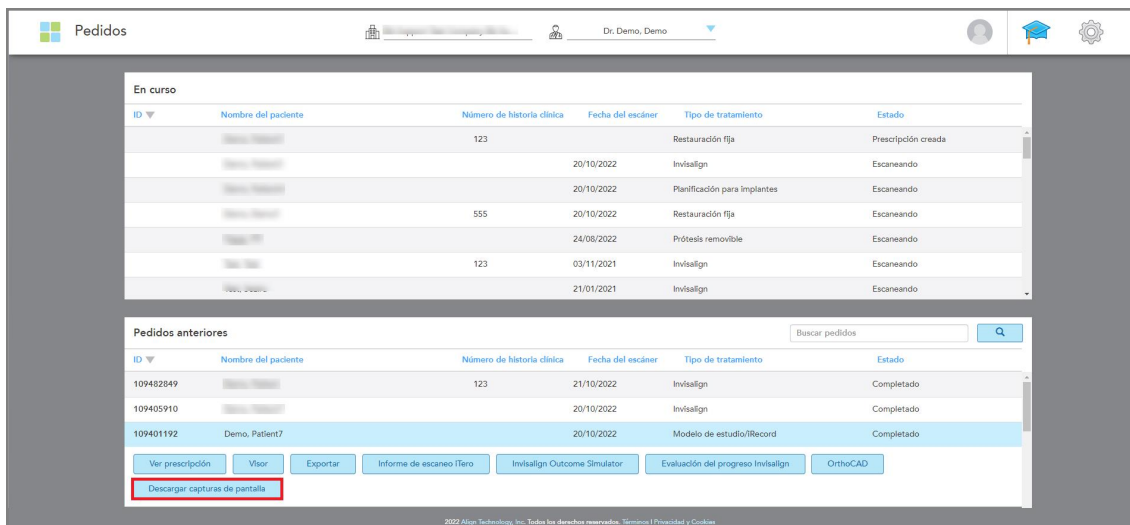 Pedidos
Dr. Demo, Demo
En curso
ID Nombre del paciente Número de historia clínica Fecha del escáner Tipo de tratamiento Estado
123 Restauración fija Prescripción creada
20/10/2022 Invisalign Escaneando
20/10/2022 Planificación para implantes Escaneando
555 20/10/2022 Restauración fija Escaneando
24/08/2022 Prótesis removible Escaneando
123 03/11/2021 Invisalign Escaneando
21/01/2021 Invisalign Escaneando
Pedidos anteriores Buscar pedidos
ID Nombre del paciente Número de historia clínica Fecha del escáner Tipo de tratamiento Estado
109482849 123 21/10/2022 Invisalign Completado
109405910 20/10/2022 Invisalign Completado
109401192 Demo, Patient7 20/10/2022 Modelo de estudio/iRecord Completado
Ver prescripción Visor Exportar Informe de escaneo iTero Invisalign Outcome Simulator Evaluación del progreso Invisalign OrthoCAD
Descargar capturas de pantalla
2022 Align Technology, Inc. Todos los derechos reservados. Términos | Privacidad y Cookies